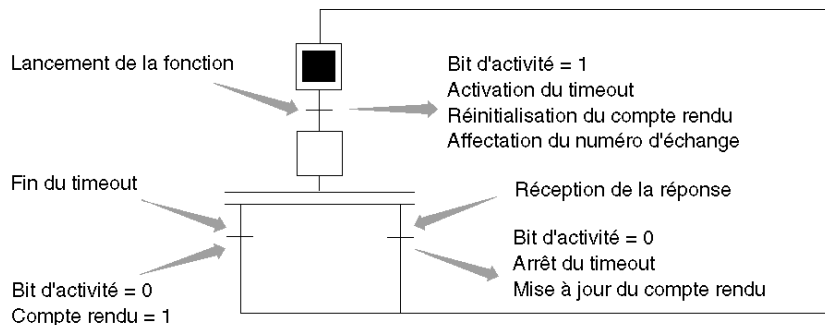 Lancement de la fonction
Bit d'activité = 1
Activation du timeout
Réinitialisation du compte rendu
Affectation du numéro d'échange
Fin du timeout
Réception de la réponse
Bit d'activité = 0
Arrêt du timeout
Mise à jour du compte rendu
Bit d'activité = 0
Compte rendu = 1